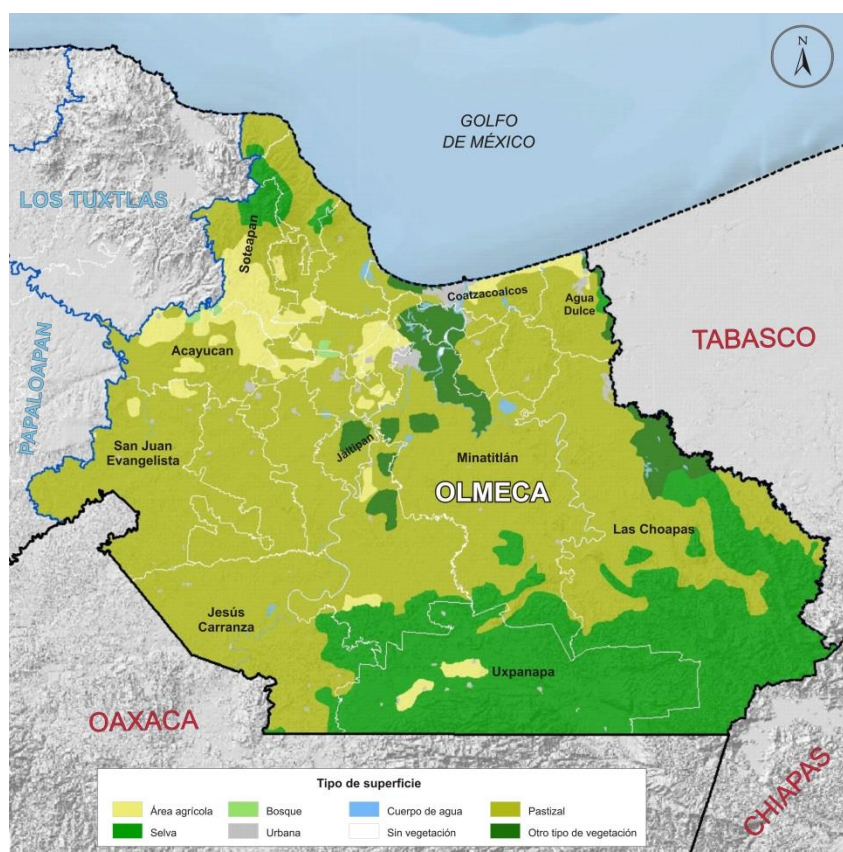 N
GOLFO
DE MÉXICO
LOS TUXTLAS
Soteapan
Coatzacoalcos
Agua
Dulce
TABASCO
PAPALOAPAN
Acayucan
San Juan
Evangelista
Jáltipan
Minatitlán
OLMECA
Las Choapas
Jesús
Carranza
Uxpanapa
OAXACA
CHIAPAS
Tipo de superficie
Área agrícola
Bosque
Cuerpo de agua
Pastizal
Selva
Urbana
Sin vegetación
Otro tipo de vegetación